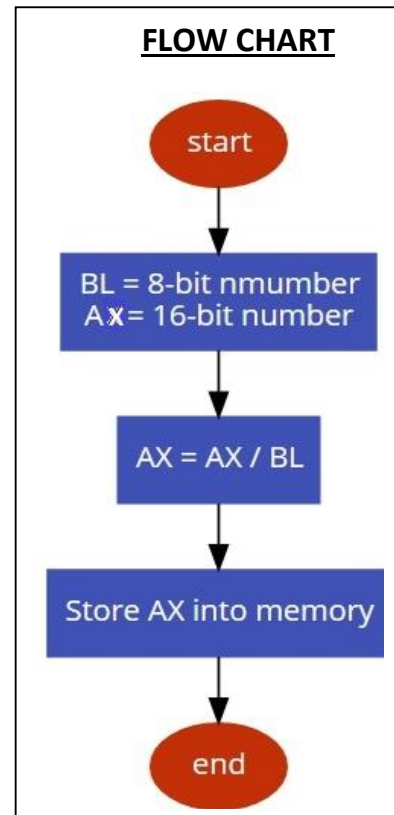 FLOW CHART
start
BL = 8-bit nmumber
AX = 16-bit number
AX = AX / BL
Store AX into memory
end